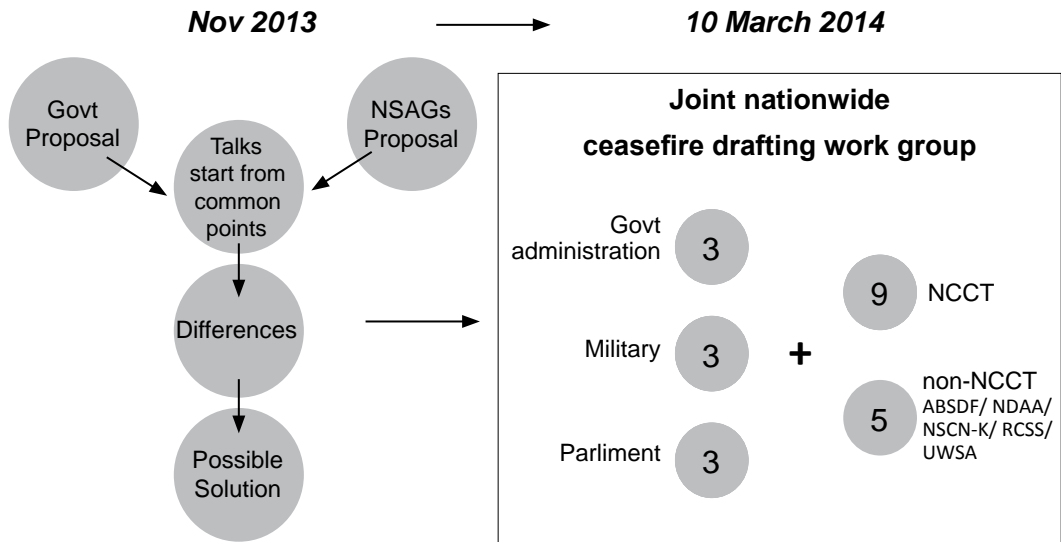 Nov 2013
10 March 2014
Govt
Proposal
NSAGs
Proposal
Talks
start from
common
points
Differences
Possible
Solution
Joint nationwide
ceasefire drafting work group
Govt
administration
3
Military
3
Parliment
3
+
9
NCCT
5
non-NCCT
ABSDF/ NDAA/
NSCN-K/ RCSS/
UWSA